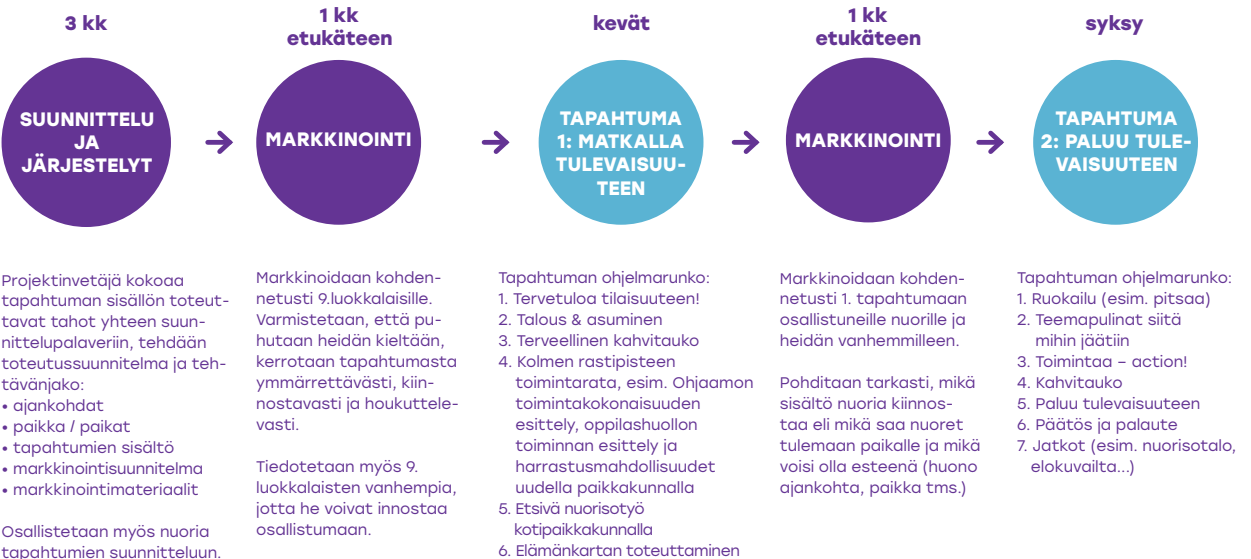 3 kk
SUUNNITTELU
JA
JÄRJESTELYT
Projektinvetäjä kokoaa
tapahtuman sisällön toteut-
tavat tahot yhteen suun-
nittelupalaveriin, tehdään
toteutussuunnitelma ja teh-
tävänjako:
• ajankohdat
• paikka / paikat
• tapahtumien sisältö
• markkinointisuunnitelma
• markkinointimateriaalit
Osallistetaan myös nuoria
tapahtumien suunnitteluun.
1 kk
etukäteen
MARKKINOINTI
Markkinoidaan kohden-
netusti 9.luokkalaisille.
Varmistetaan, että pu-
hutaan heidän kieltään,
kerrotaan tapahtumasta
ymmärrettävästi, kiin-
nostavasti ja houkuttele-
vasti.
Tiedotetaan myös 9.
luokkalaisten vanhempia,
jotta he voivat innostaa
osallistumaan.
kevät
TAPAHTUMA
1: MATKALLA
TULEVAISUU-
TEEN
Tapahtuman ohjelmarunko:
1. Tervetuloa tilaisuuteen!
2. Talous & asuminen
3. Terveellinen kahvitauko
4. Kolmen rastipisteen
toimintarata, esim. Ohjaamon
toimintakokonaisuuden
esittely, oppilashuollon
toiminnan esittely ja
harrastusmahdollisuudet
uudella paikkakunnalla
5. Etsivä nuorisotyö
kotipaikkakunnalla
6. Elämänkartan toteuttaminen
1 kk
etukäteen
MARKKINOINTI
Markkinoidaan kohden-
netusti 1. tapahtumaan
osallistuneille nuorille ja
heidän vanhemmilleen.
Pohditaan tarkasti, mikä
sisältö nuoria kiinnos-
taa eli mikä saa nuoret
tulemaan paikalle ja mikä
voisi olla esteenä (huono
ajankohta, paikka tms.)
syksy
TAPAHTUMA
2: PALUU TULE-
VAISUUTEEN
Tapahtuman ohjelmarunko:
1. Ruokailu (esim. pitsaa)
2. Teemapulinat siitä
mihin jäätiin
3. Toimintaa – action!
4. Kahvitauko
5. Paluu tulevaisuuteen
6. Päätös ja palaute
7. Jatkot (esim. nuorisotalo,
elokuvailta...)